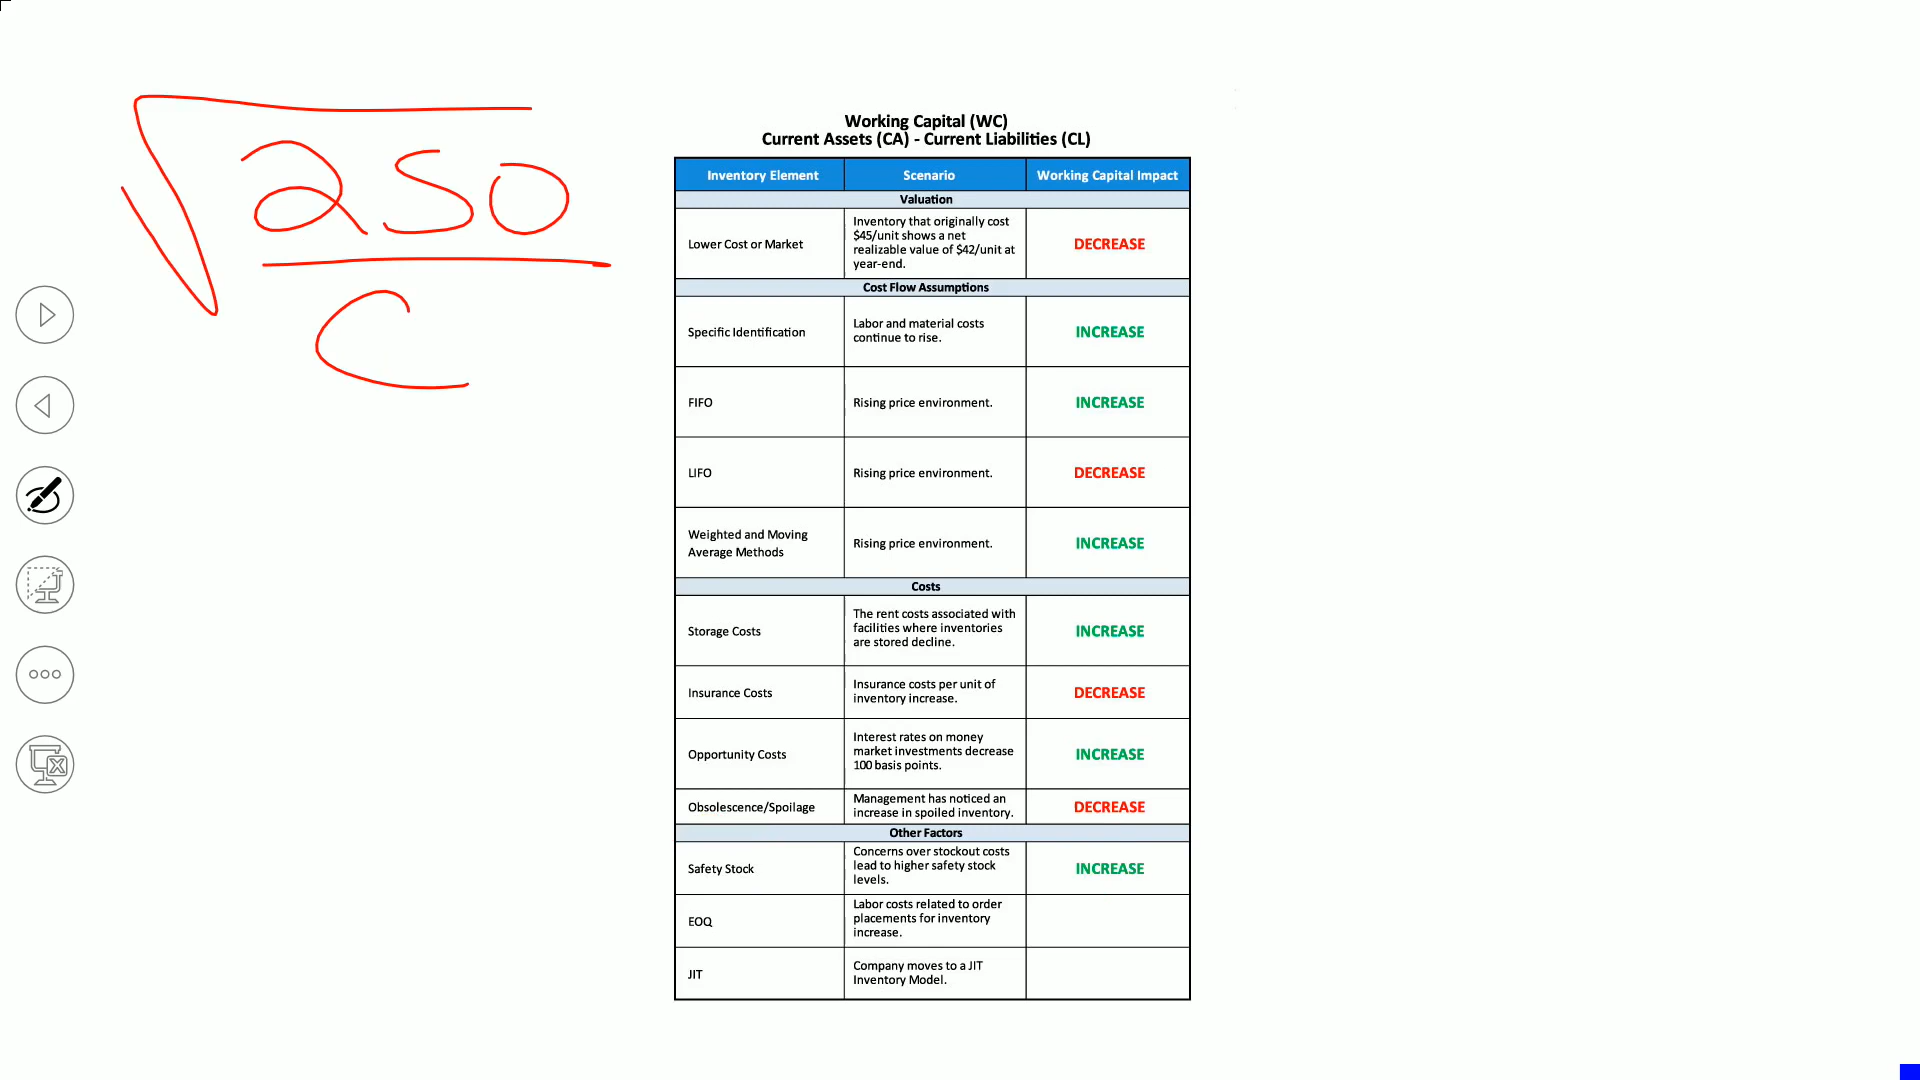 √2SO
C
Working Capital (WC)
Current Assets (CA) - Current Liabilities (CL)
Inventory Element Scenario Working Capital Impact
Valuation
Lower Cost or Market
Inventory that originally cost
$45/unit shows a net
realizable value of $42/unit at
year-end.
DECREASE
Cost Flow Assumptions
Specific Identification
Labor and material costs
continue to rise.
INCREASE
FIFO Rising price environment. INCREASE
LIFO Rising price environment. DECREASE
Weighted and Moving
Average Methods
Rising price environment. INCREASE
Costs
Storage Costs
The rent costs associated with
facilities where inventories
are stored decline.
INCREASE
Insurance Costs
Insurance costs per unit of
inventory increase.
DECREASE
Opportunity Costs
Interest rates on money
market investments decrease
100 basis points.
INCREASE
Obsolescence/Spoilage
Management has noticed an
increase in spoiled inventory.
DECREASE
Other Factors
Safety Stock
Concerns over stockout costs
lead to higher safety stock
levels.
INCREASE
EOQ
Labor costs related to order
placements for inventory
increase.
JIT
Company moves to a JIT
Inventory Model.